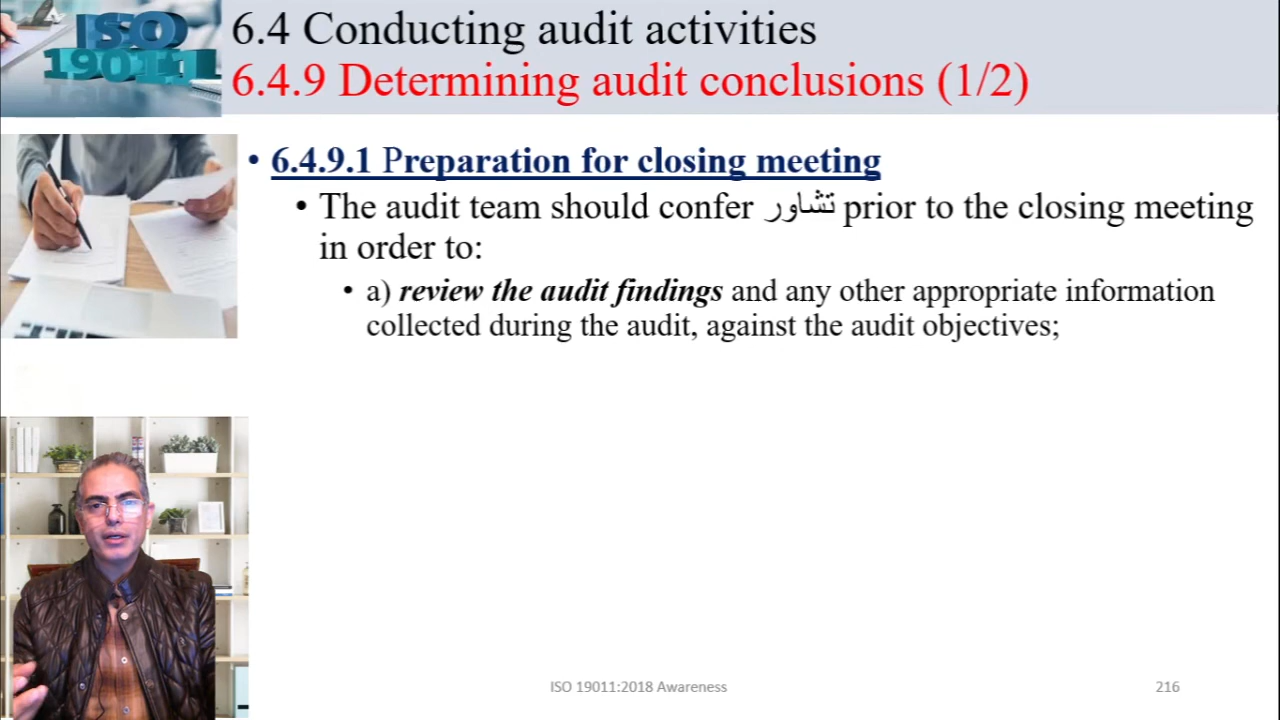 ISO
19011
6.4 Conducting audit activities
6.4.9 Determining audit conclusions (1/2)
• 6.4.9.1 Preparation for closing meeting
• The audit team should confer تشاور prior to the closing meeting
in order to:
• a) review the audit findings and any other appropriate information
collected during the audit, against the audit objectives;
ISO 19011:2018 Awareness
216